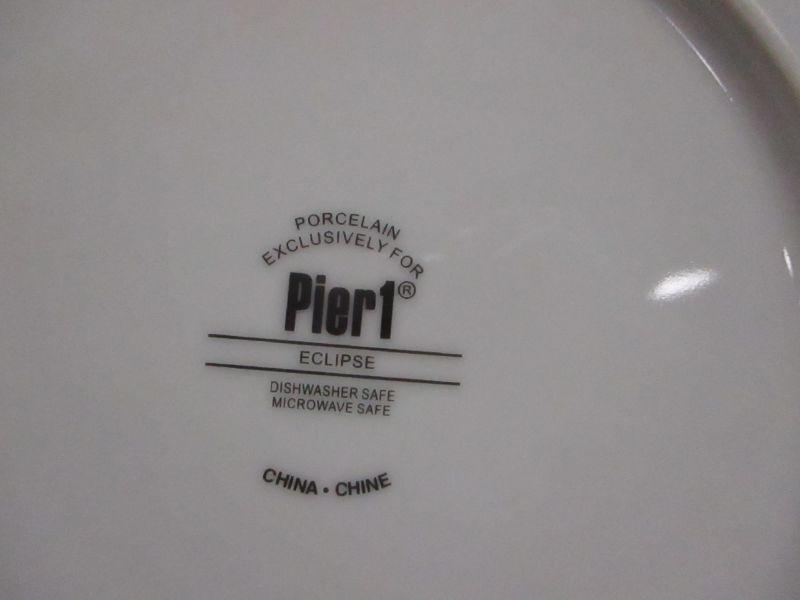 PORCELAIN
EXCLUSIVELY FOR
Pier1®
ECLIPSE
DISHWASHER SAFE
MICROWAVE SAFE
CHINA • CHINE